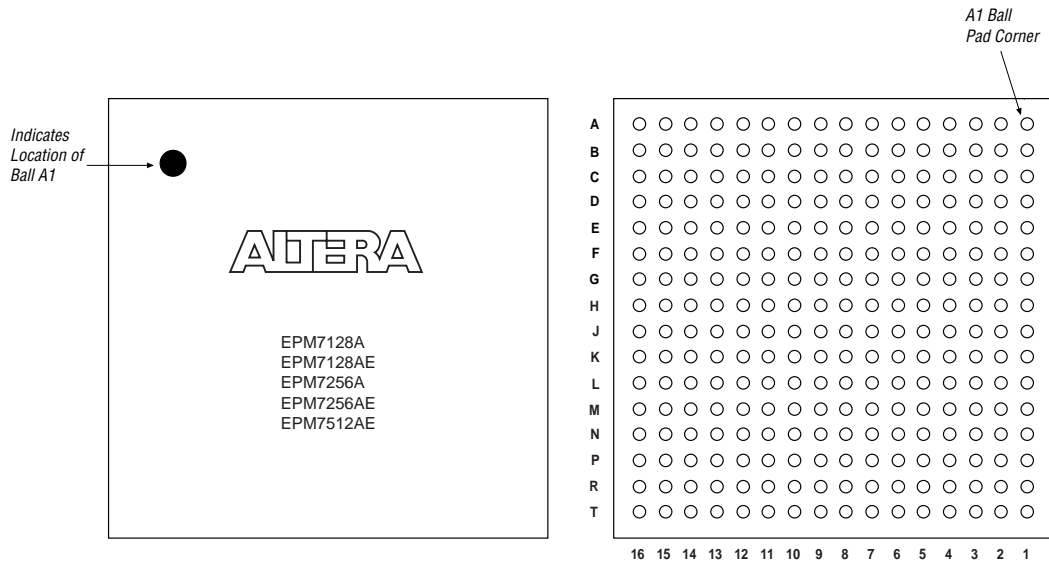 A1 Ball
Pad Corner
Indicates
Location of
Ball A1
ALTERA
EPM7128A
EPM7128AE
EPM7256A
EPM7256AE
EPM7512AE
A
B
C
D
E
F
G
H
J
K
L
M
N
P
R
T
16 15 14 13 12 11 10 9 8 7 6 5 4 3 2 1